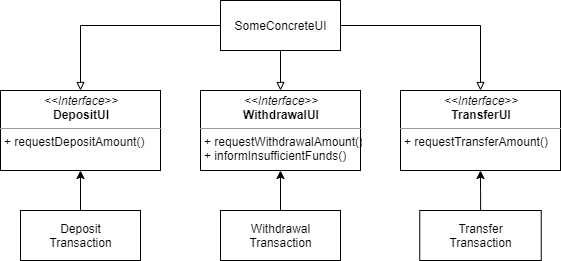 SomeConcreteUI
<<Interface>>
DepositUI
+ requestDepositAmount()
<<Interface>>
WithdrawalUI
+ requestWithdrawalAmount()
+ informInsufficientFunds()
<<Interface>>
TransferUI
+ requestTransferAmount()
Deposit
Transaction
Withdrawal
Transaction
Transfer
Transaction